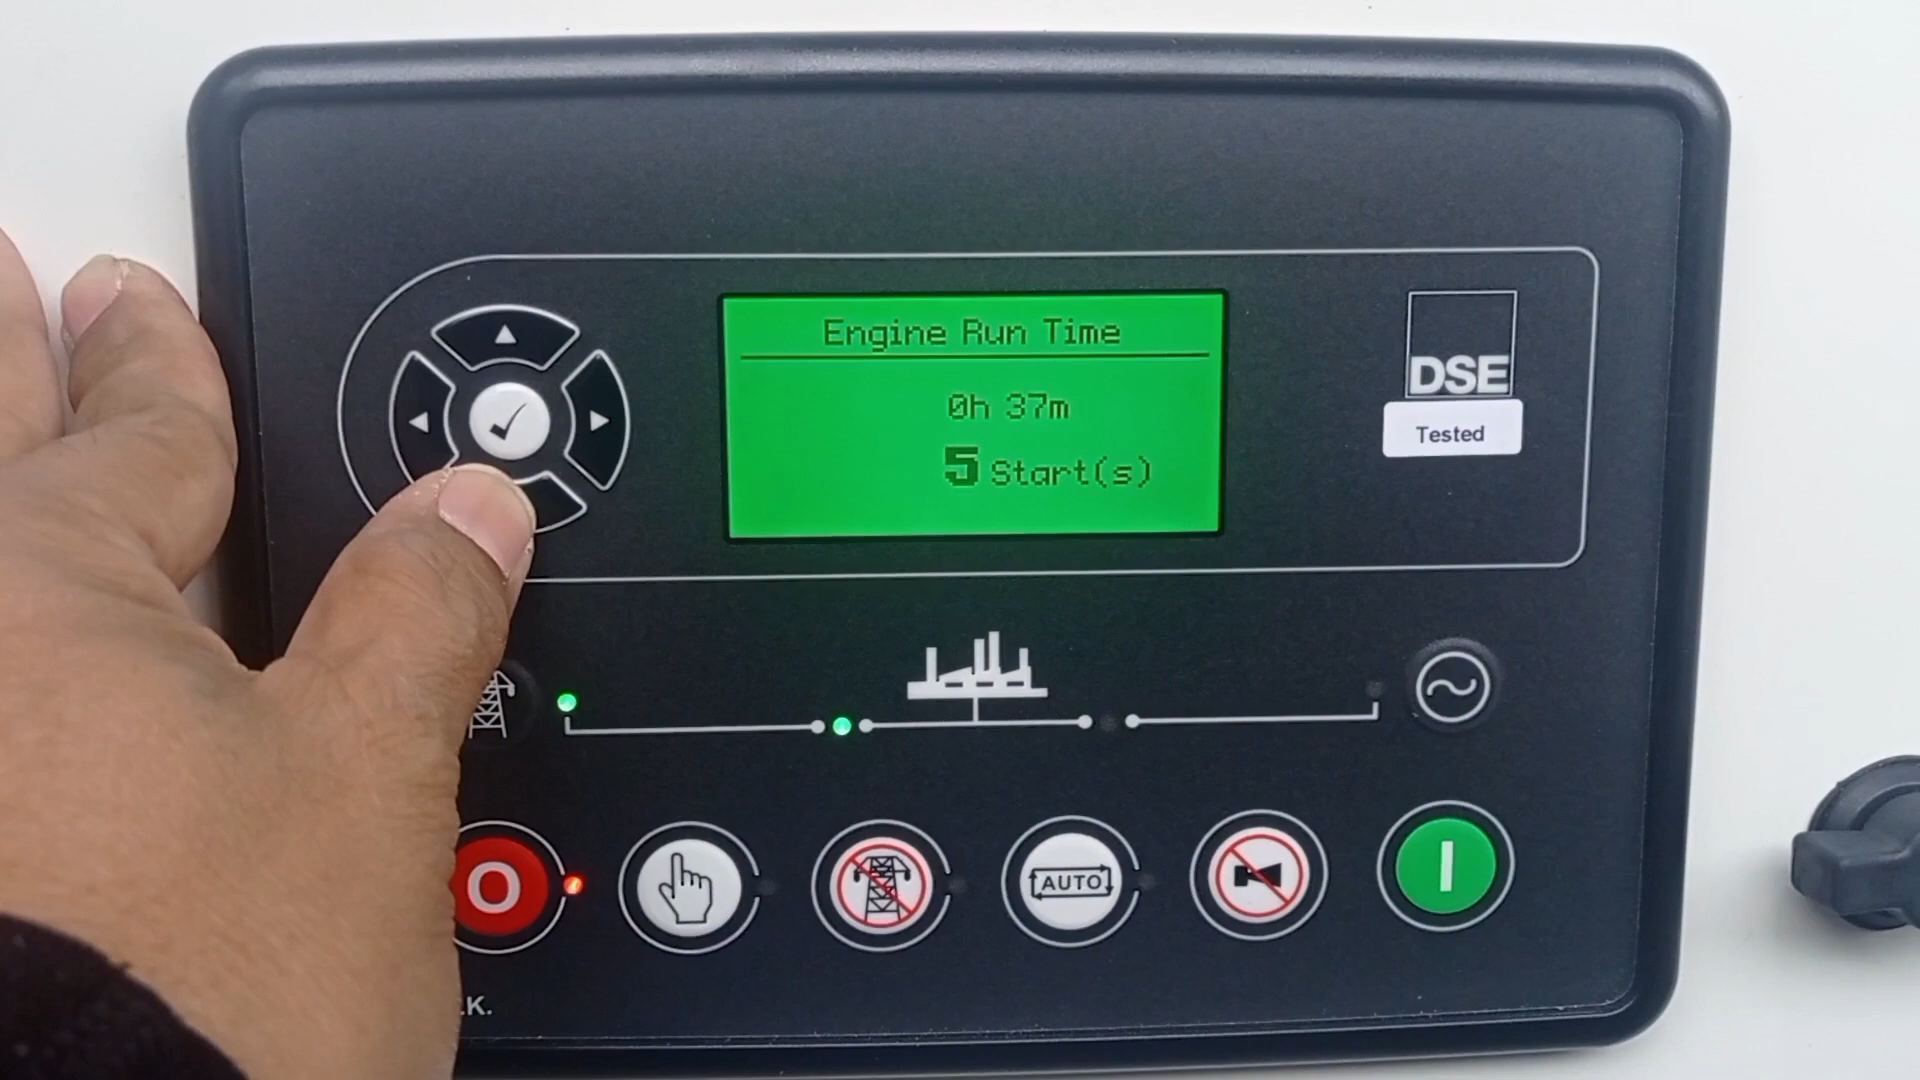 Engine Run Time
0h 37m
5 Start(s)
DSE
Tested
O
AUTO
I
.K.